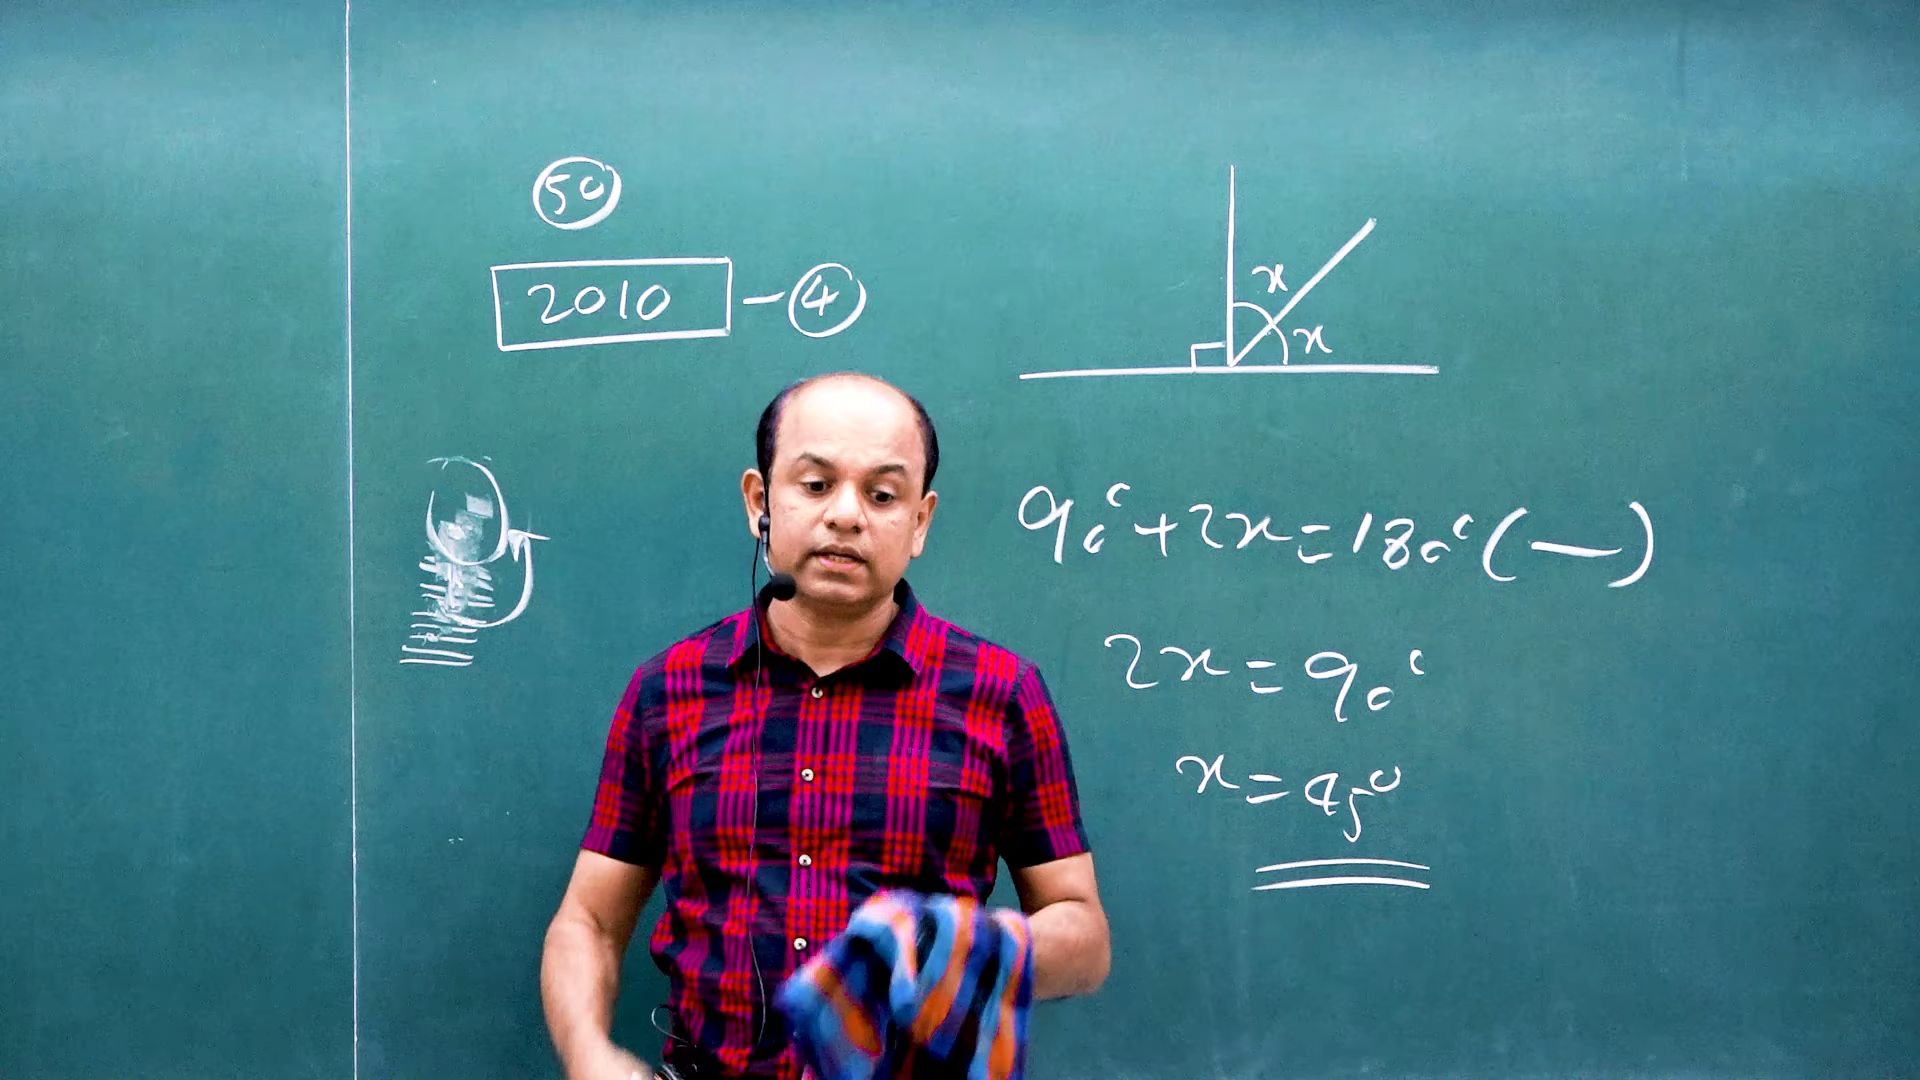 50
2010 - 4
x
x
90° + 2x = 180° ( — )
2x = 90°
x = 45°